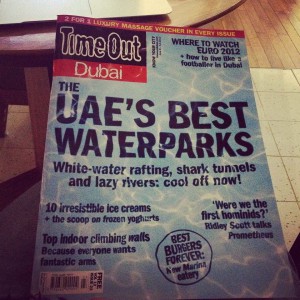 2 FOR 1 LUXURY MASSAGE VOUCHER IN EVERY ISSUE
Time Out
Dubai
WHERE TO WATCH
EURO 2012
+ how to live like a
footballer in Dubai
THE
UAE'S BEST
WATERPARKS
White-water rafting, shark tunnels
and lazy rivers: cool off now!
10 irresistible ice creams
+ the scoop on frozen yoghurts
Top indoor climbing walls
Because everyone wants
fantastic arms
'Were we the
first hominids?'
Ridley Scott talks
Prometheus
BEST
BURGERS
FOREVER:
New Marina
eatery
FREE